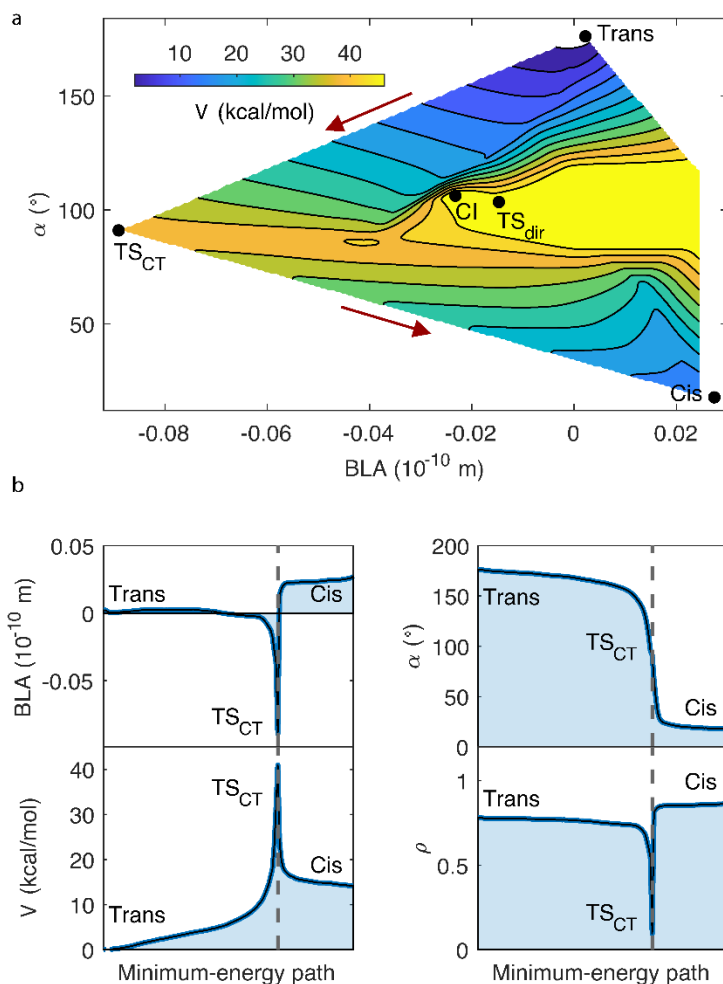 a
10 20 30 40
V (kcal/mol)
Trans
150
α (°)
100
CI
TS_dir
TS_CT
50
Cis
-0.08 -0.06 -0.04 -0.02 0 0.02
BLA (10⁻¹⁰ m)
b
0.05
Trans
Cis
0
BLA (10⁻¹⁰ m)
-0.05
TS_CT
200
150
Trans
α (°)
100
TS_CT
50
Cis
0
40
TS_CT
30
V (kcal/mol)
20
Cis
10
Trans
0
Minimum-energy path
1
Trans
Cis
ρ
0.5
TS_CT
0
Minimum-energy path